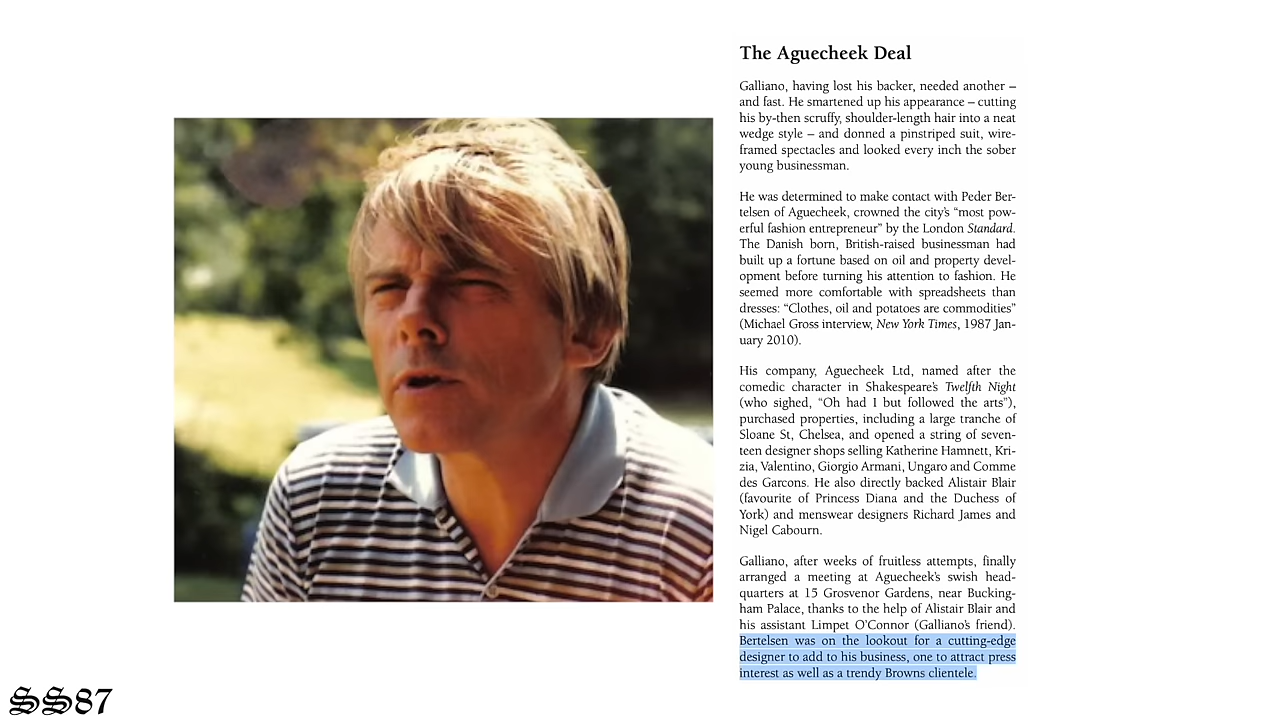 The Aguecheek Deal
Galliano, having lost his backer, needed another –
and fast. He smartened up his appearance – cutting
his by-then scruffy, shoulder-length hair into a neat
wedge style – and donned a pinstriped suit, wire-
framed spectacles and looked every inch the sober
young businessman.
He was determined to make contact with Peder Ber-
telsen of Aguecheek, crowned the city's “most pow-
erful fashion entrepreneur” by the London Standard.
The Danish born, British-raised businessman had
built up a fortune based on oil and property devel-
opment before turning his attention to fashion. He
seemed more comfortable with spreadsheets than
dresses: “Clothes, oil and potatoes are commodities”
(Michael Gross interview, New York Times, 1987 Jan-
uary 2010).
His company, Aguecheek Ltd, named after the
comedic character in Shakespeare's Twelfth Night
(who sighed, “Oh had I but followed the arts”),
purchased properties, including a large tranche of
Sloane St, Chelsea, and opened a string of seven-
teen designer shops selling Katherine Hamnett, Kri-
zia, Valentino, Giorgio Armani, Ungaro and Comme
des Garcons. He also directly backed Alistair Blair
(favourite of Princess Diana and the Duchess of
York) and menswear designers Richard James and
Nigel Cabourn.
Galliano, after weeks of fruitless attempts, finally
arranged a meeting at Aguecheek's swish head-
quarters at 15 Grosvenor Gardens, near Bucking-
ham Palace, thanks to the help of Alistair Blair and
his assistant Limpet O'Connor (Galliano's friend).
Bertelsen was on the lookout for a cutting-edge
designer to add to his business, one to attract press
interest as well as a trendy Browns clientele.
SS87